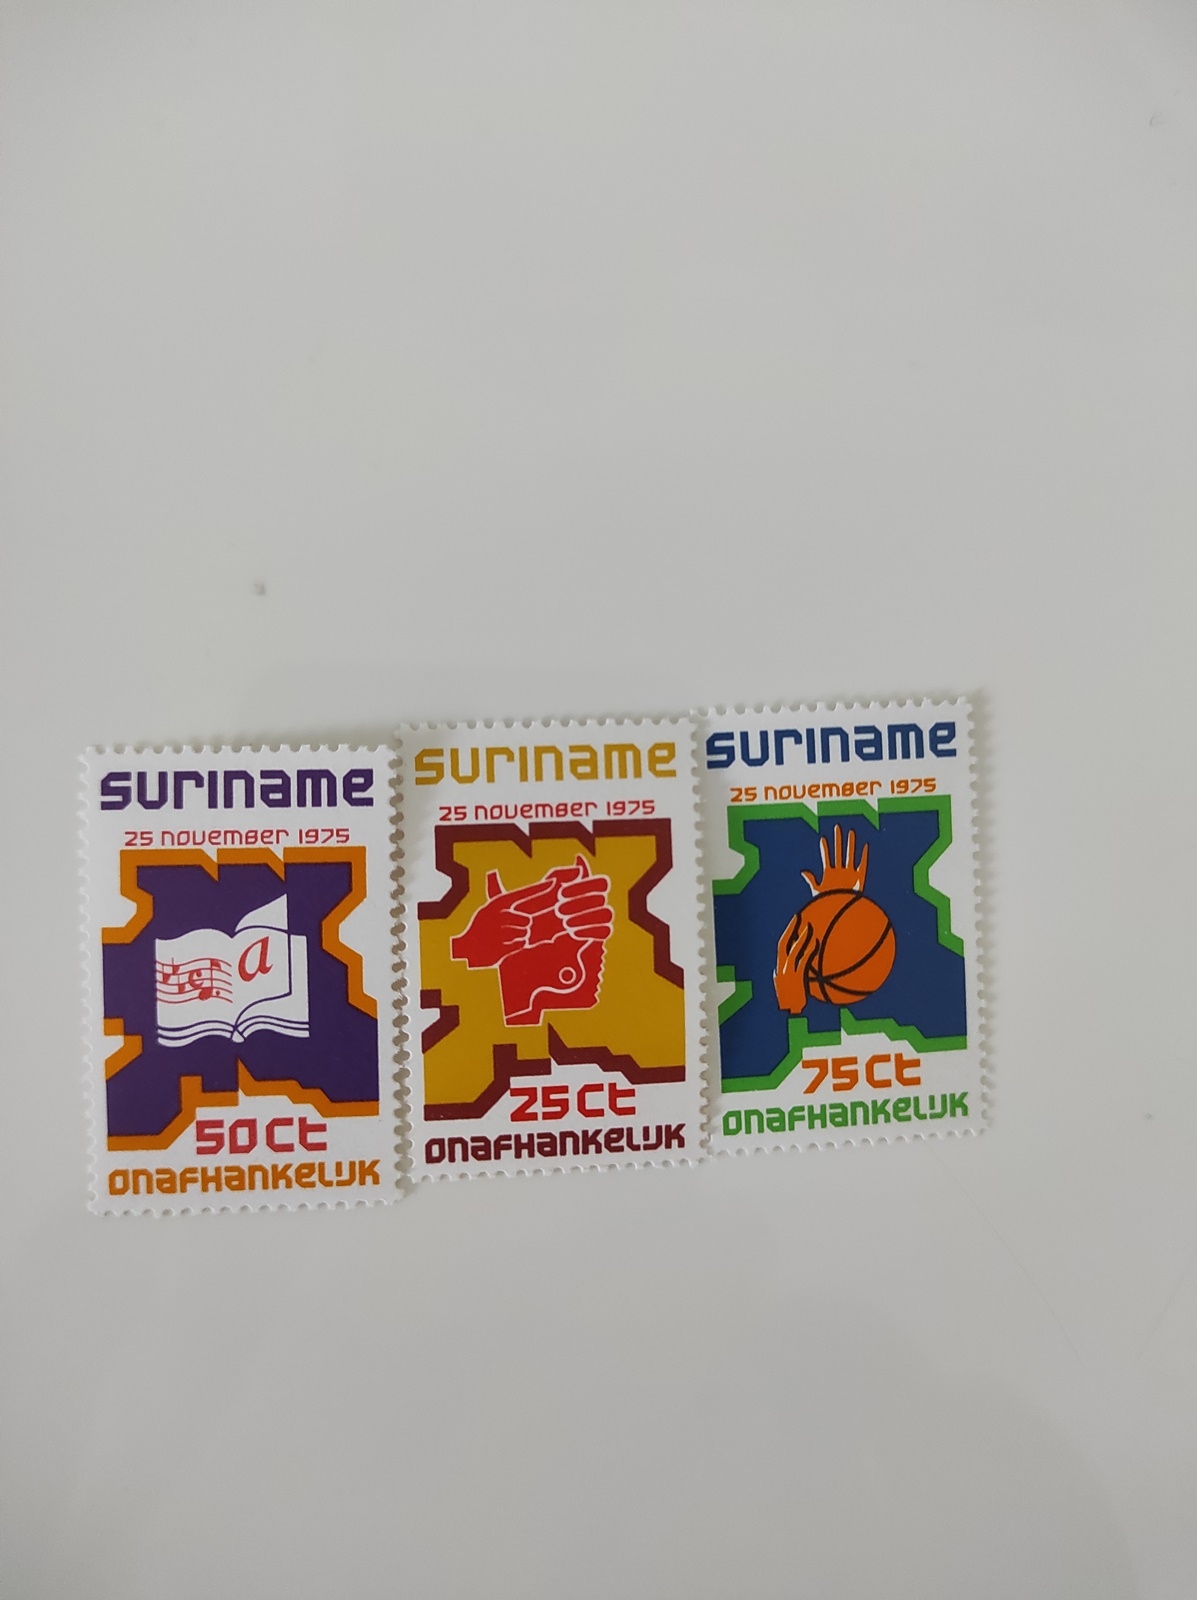 SURINAME
25 NOVEMBER 1975
a
50 Ct
ONAFHANKELIJK
SURINAME
25 NOVEMBER 1975
25 Ct
ONAFHANKELIJK
SURINAME
25 NOVEMBER 1975
75 Ct
ONAFHANKELIJK